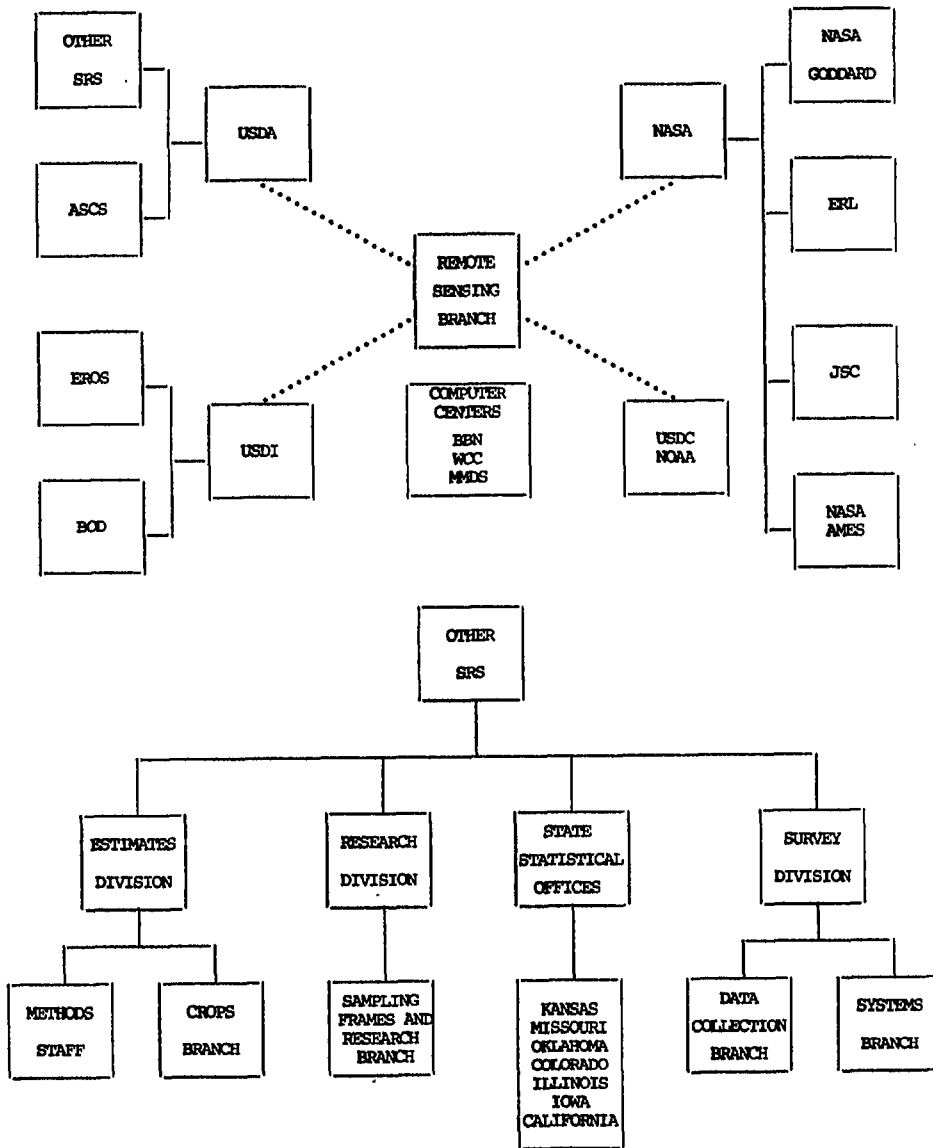 OTHER
SRS
ASCS
USDA
NASA
NASA
GODDARD
ERL
REMOTE
SENSING
BRANCH
EROS
BOD
USDI
COMPUTER
CENTERS
BBN
WCC
MMDS
USDC
NOAA
JSC
NASA
AMES
OTHER
SRS
ESTIMATES
DIVISION
RESEARCH
DIVISION
STATE
STATISTICAL
OFFICES
SURVEY
DIVISION
METHODS
STAFF
CROPS
BRANCH
SAMPLING
FRAMES AND
RESEARCH
BRANCH
KANSAS
MISSOURI
OKLAHOMA
COLORADO
ILLINOIS
IOWA
CALIFORNIA
DATA
COLLECTION
BRANCH
SYSTEMS
BRANCH